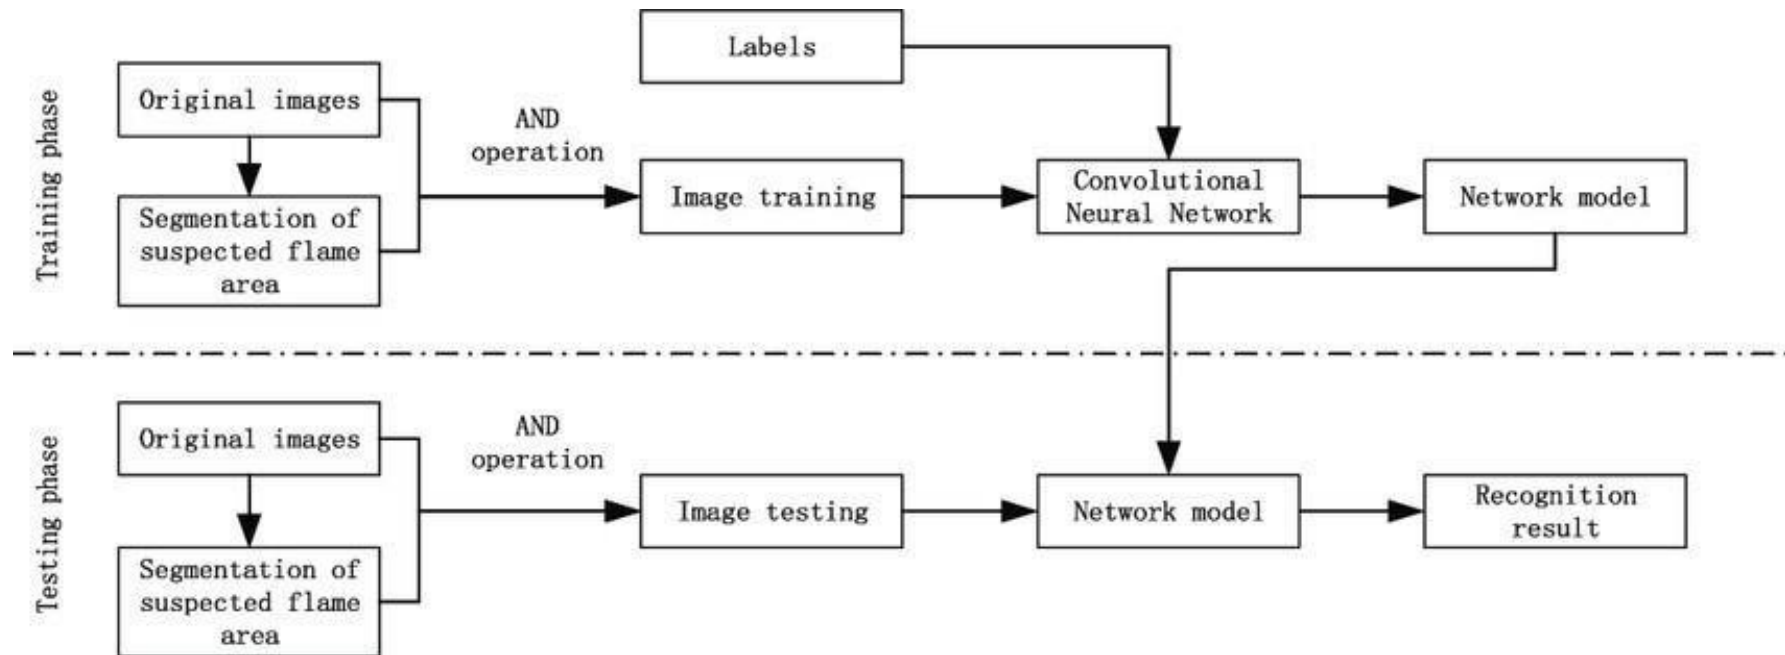 Training phase
Original images
Segmentation of
suspected flame
area
AND
operation
Labels
Image training
Convolutional
Neural Network
Network model
Testing phase
Original images
Segmentation of
suspected flame
area
AND
operation
Image testing
Network model
Recognition
result